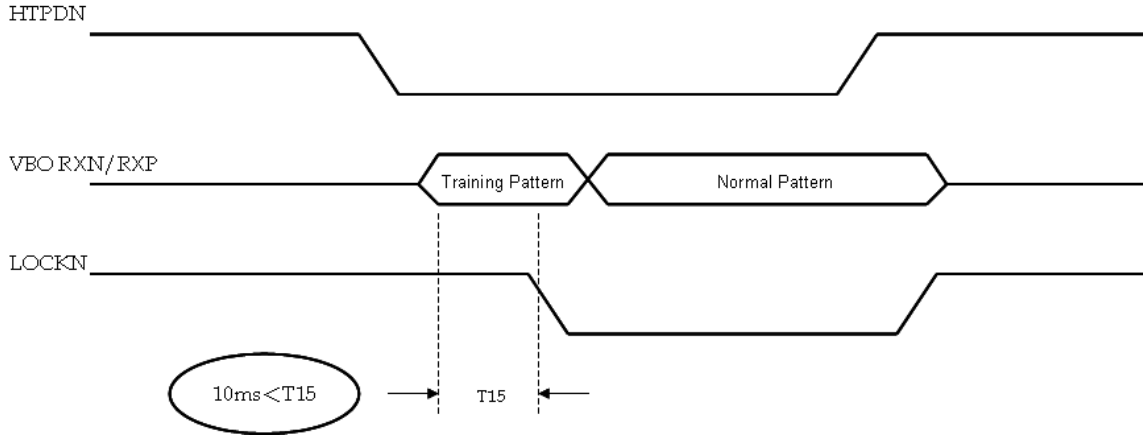 HTPDN
VBO RXN/RXP
Training Pattern
Normal Pattern
LOCKN
10ms<T15
T15